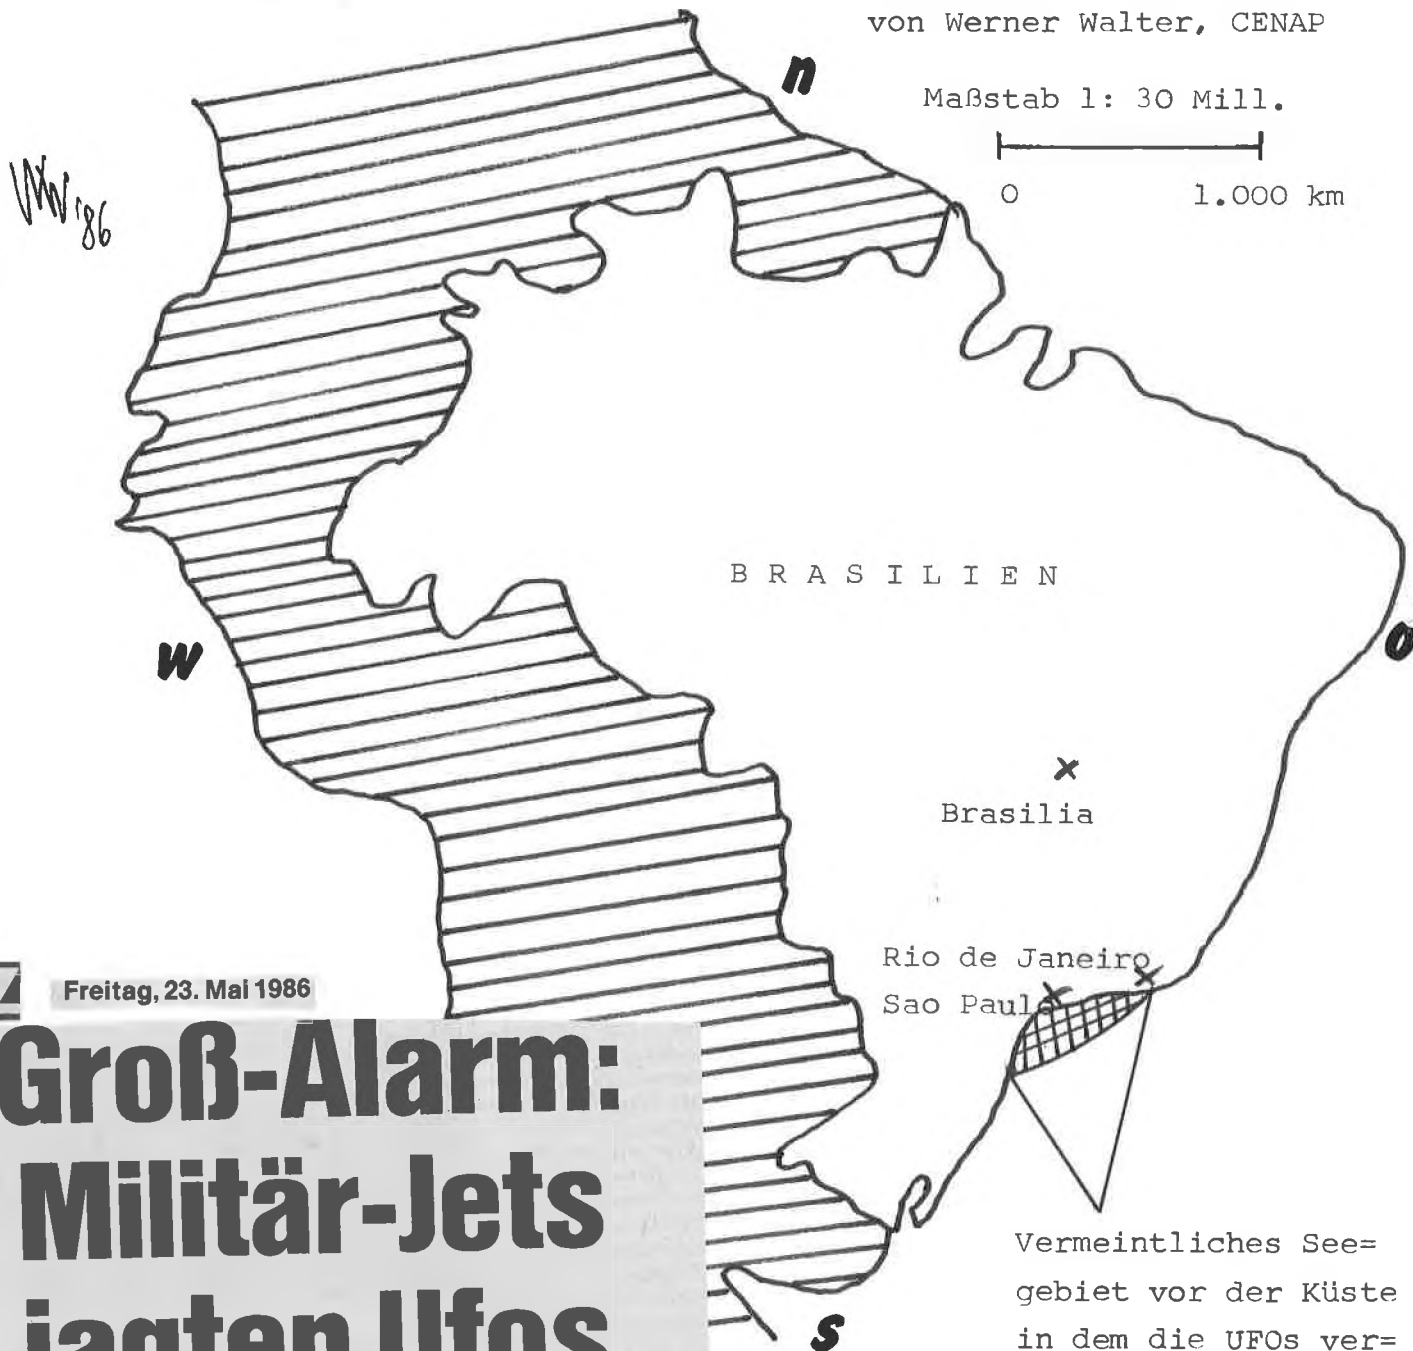 von Werner Walter, CENAP
n
Maßstab 1: 30 Mill.
0 1.000 km
WW '86
BRASILIEN
w
o
Brasilia
Rio de Janeiro
Sao Paulo
Freitag, 23. Mai 1986
Groß-Alarm:
Militär-Jets
jagten Ufos
Vermeintliches See=
gebiet vor der Küste
in dem die UFOs ver=
s